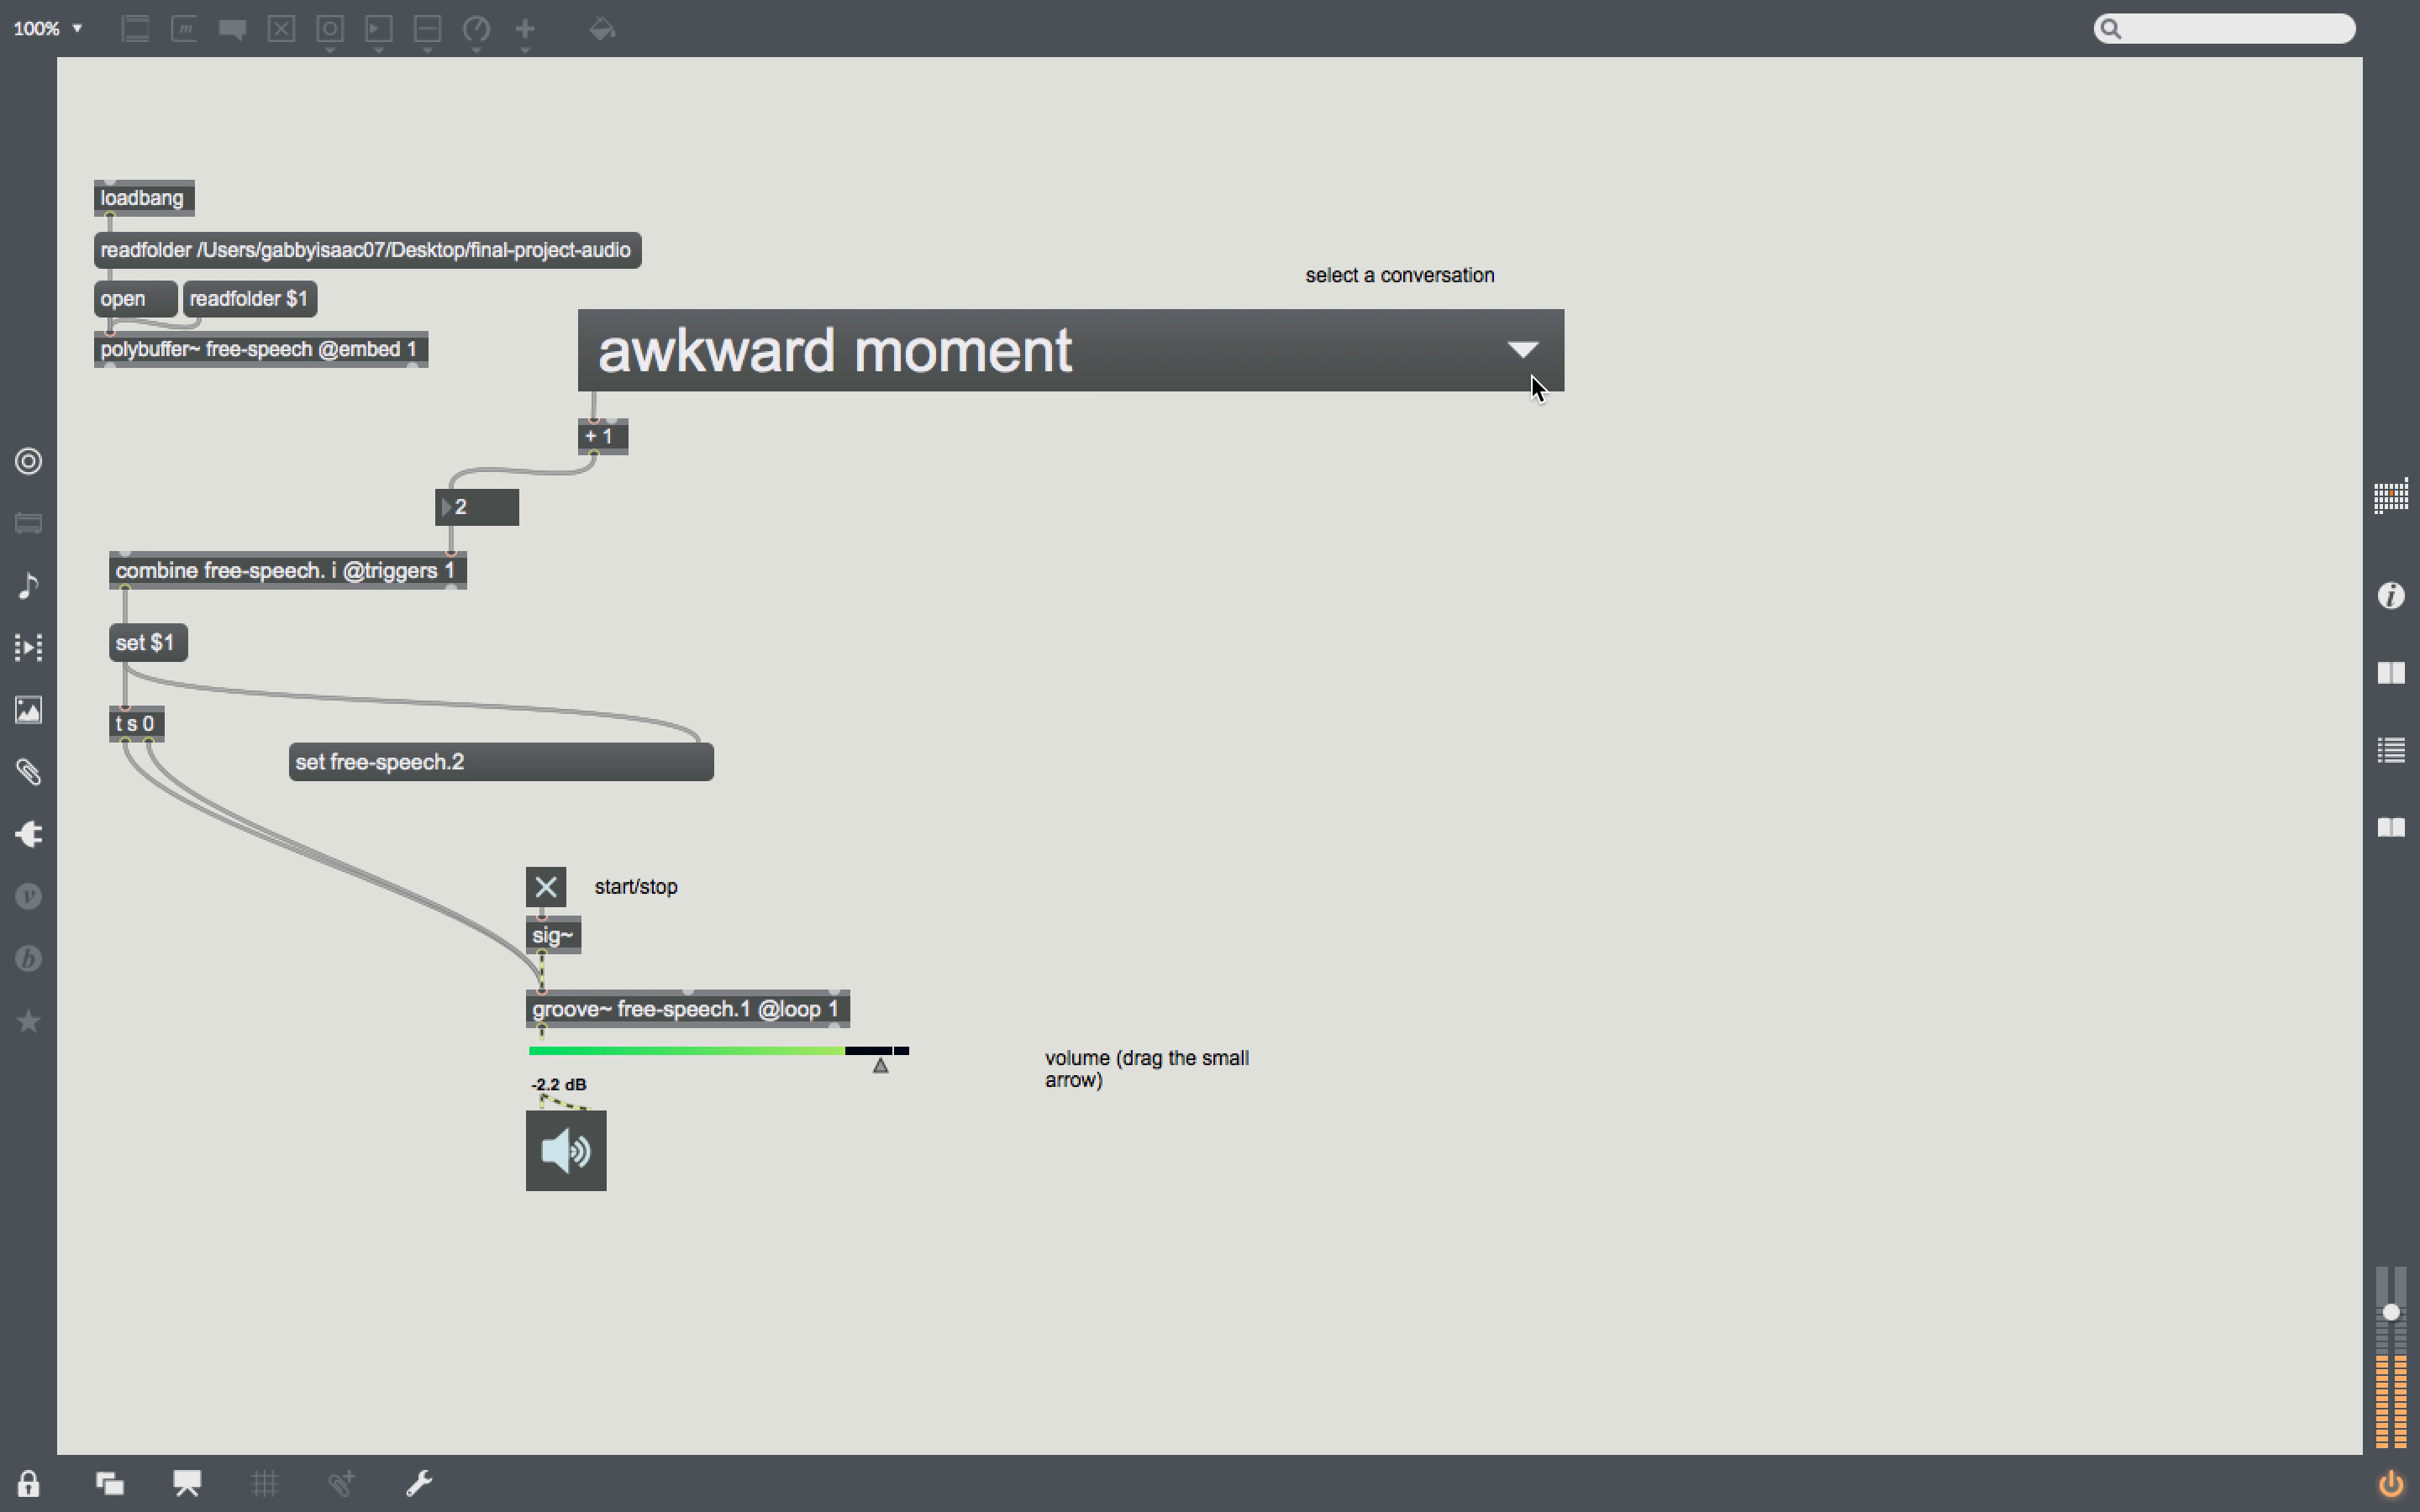 100%
loadbang
readfolder /Users/gabbyisaac07/Desktop/final-project-audio
open
readfolder $1
polybuffer~ free-speech @embed 1
select a conversation
awkward moment
+ 1
2
combine free-speech. i @triggers 1
set $1
t s 0
set free-speech.2
start/stop
sig~
groove~ free-speech.1 @loop 1
volume (drag the small
arrow)
-2.2 dB